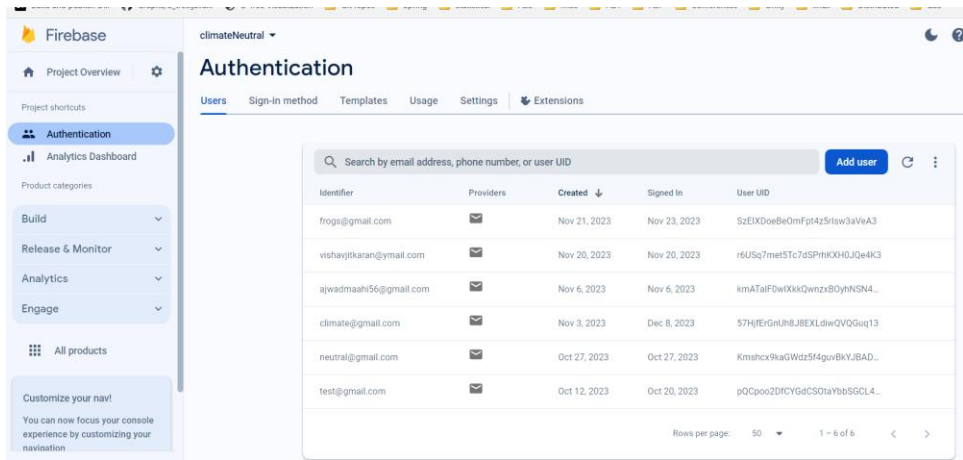 Firebase
climateNeutral
Project Overview
Authentication
Users Sign-in method Templates Usage Settings Extensions
Project shortcuts
Authentication
Analytics Dashboard
Product categories
Build
Release & Monitor
Analytics
Engage
All products
Customize your nav!
You can now focus your console
experience by customizing your
navigation
Search by email address, phone number, or user UID
Add user
Identifier Providers Created Signed In User UID
frogs@gmail.com Nov 21, 2023 Nov 23, 2023
vishavjitkaran@ymail.com Nov 20, 2023 Nov 20, 2023
ajwadmaahi56@gmail.com Nov 6, 2023 Nov 6, 2023
climate@gmail.com Nov 3, 2023 Dec 8, 2023
neutral@gmail.com Oct 27, 2023 Oct 27, 2023
test@gmail.com Oct 12, 2023 Oct 20, 2023
Rows per page: 50 1 – 6 of 6